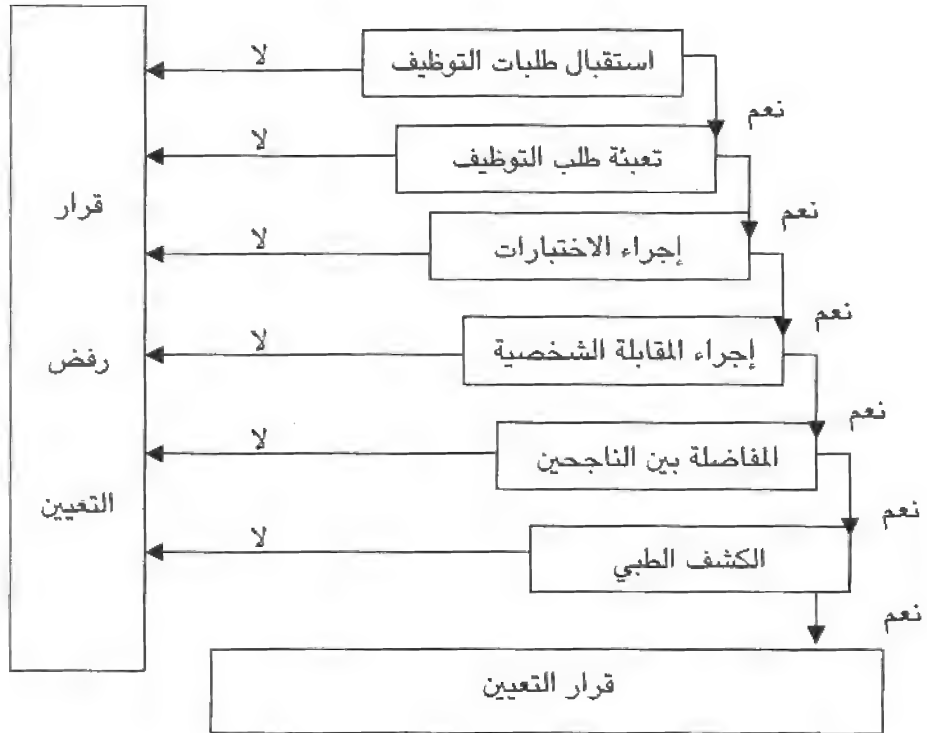 استقبال طلبات التوظيف
لا
نعم
تعبئة طلب التوظيف
لا
نعم
إجراء الاختبارات
لا
نعم
إجراء المقابلة الشخصية
لا
نعم
المفاضلة بين الناجحين
لا
نعم
الكشف الطبي
لا
نعم
قرار التعيين
قرار
رفض
التعيين